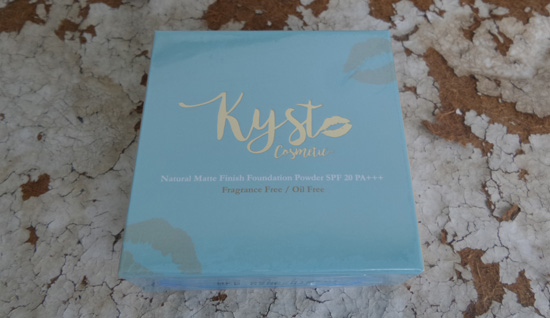 Kyst
Cosmetic
Natural Matte Finish Foundation Powder SPF 20 PA+++
Fragrance Free / Oil Free